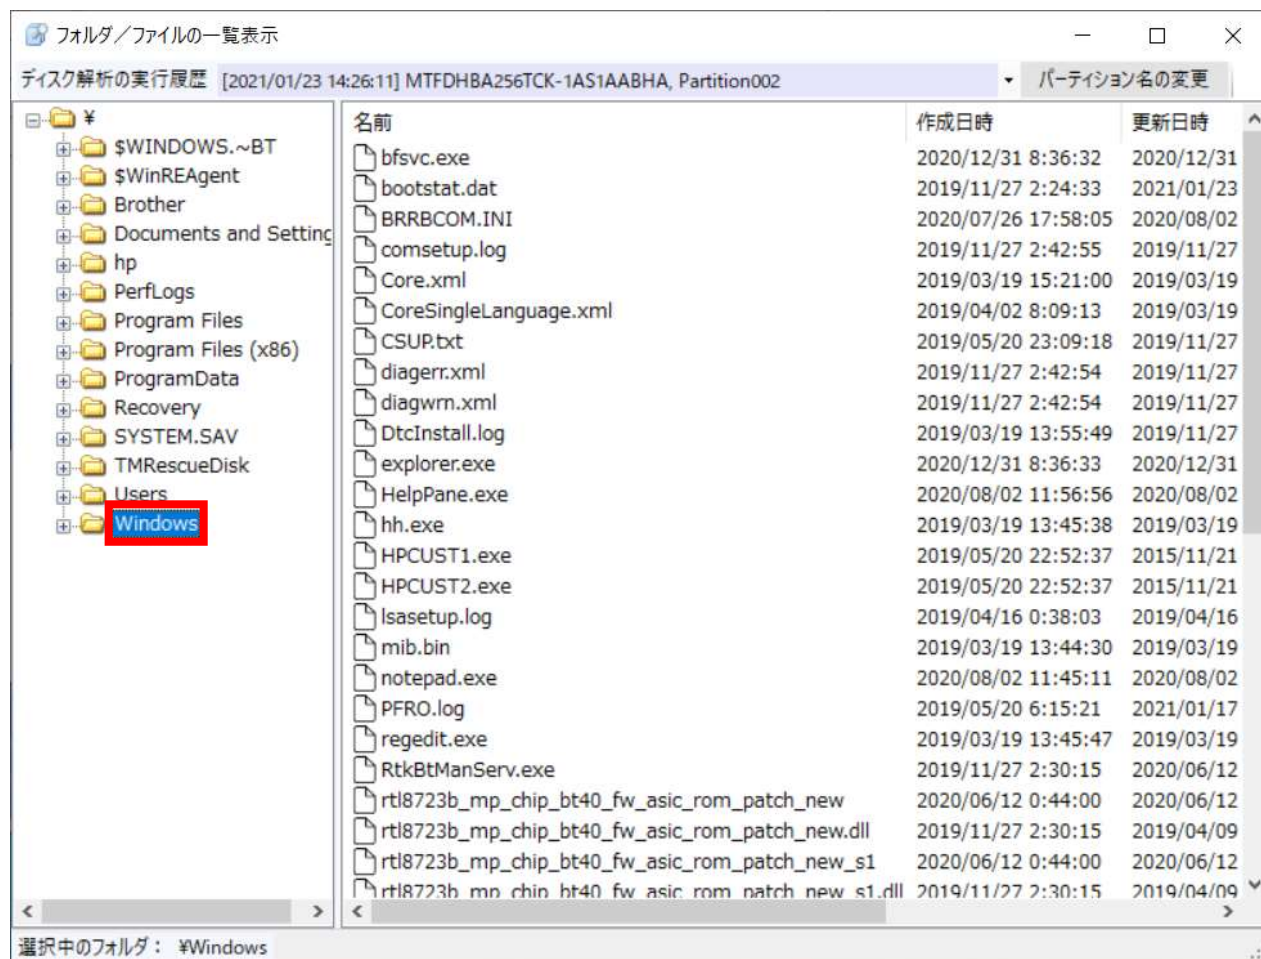 フォルダ／ファイルの一覧表示
ディスク解析の実行履歴 [2021/01/23 14:26:11] MTFDHBA256TCK-1AS1AABHA, Partition002 パーティション名の変更
¥
$WINDOWS.~BT
$WinREAgent
Brother
Documents and Setting
hp
PerfLogs
Program Files
Program Files (x86)
ProgramData
Recovery
SYSTEM.SAV
TMRescueDisk
Users
Windows
名前 作成日時 更新日時
bfsvc.exe 2020/12/31 8:36:32 2020/12/31
bootstat.dat 2019/11/27 2:24:33 2021/01/23
BRRBCOM.INI 2020/07/26 17:58:05 2020/08/02
comsetup.log 2019/11/27 2:42:55 2019/11/27
Core.xml 2019/03/19 15:21:00 2019/03/19
CoreSingleLanguage.xml 2019/04/02 8:09:13 2019/03/19
CSUP.txt 2019/05/20 23:09:18 2019/11/27
diagerr.xml 2019/11/27 2:42:54 2019/11/27
diagwrn.xml 2019/11/27 2:42:54 2019/11/27
DtcInstall.log 2019/03/19 13:55:49 2019/11/27
explorer.exe 2020/12/31 8:36:33 2020/12/31
HelpPane.exe 2020/08/02 11:56:56 2020/08/02
hh.exe 2019/03/19 13:45:38 2019/03/19
HPCUST1.exe 2019/05/20 22:52:37 2015/11/21
HPCUST2.exe 2019/05/20 22:52:37 2015/11/21
lsasetup.log 2019/04/16 0:38:03 2019/04/16
mib.bin 2019/03/19 13:44:30 2019/03/19
notepad.exe 2020/08/02 11:45:11 2020/08/02
PFRO.log 2019/05/20 6:15:21 2021/01/17
regedit.exe 2019/03/19 13:45:47 2019/03/19
RtkBtManServ.exe 2019/11/27 2:30:15 2020/06/12
rtl8723b_mp_chip_bt40_fw_asic_rom_patch_new 2020/06/12 0:44:00 2020/06/12
rtl8723b_mp_chip_bt40_fw_asic_rom_patch_new.dll 2019/11/27 2:30:15 2019/04/09
rtl8723b_mp_chip_bt40_fw_asic_rom_patch_new_s1 2020/06/12 0:44:00 2020/06/12
rtl8723b_mp_chip_bt40_fw_asic_rom_patch_new_s1.dll 2019/11/27 2:30:15 2019/04/09
選択中のフォルダ： ¥Windows